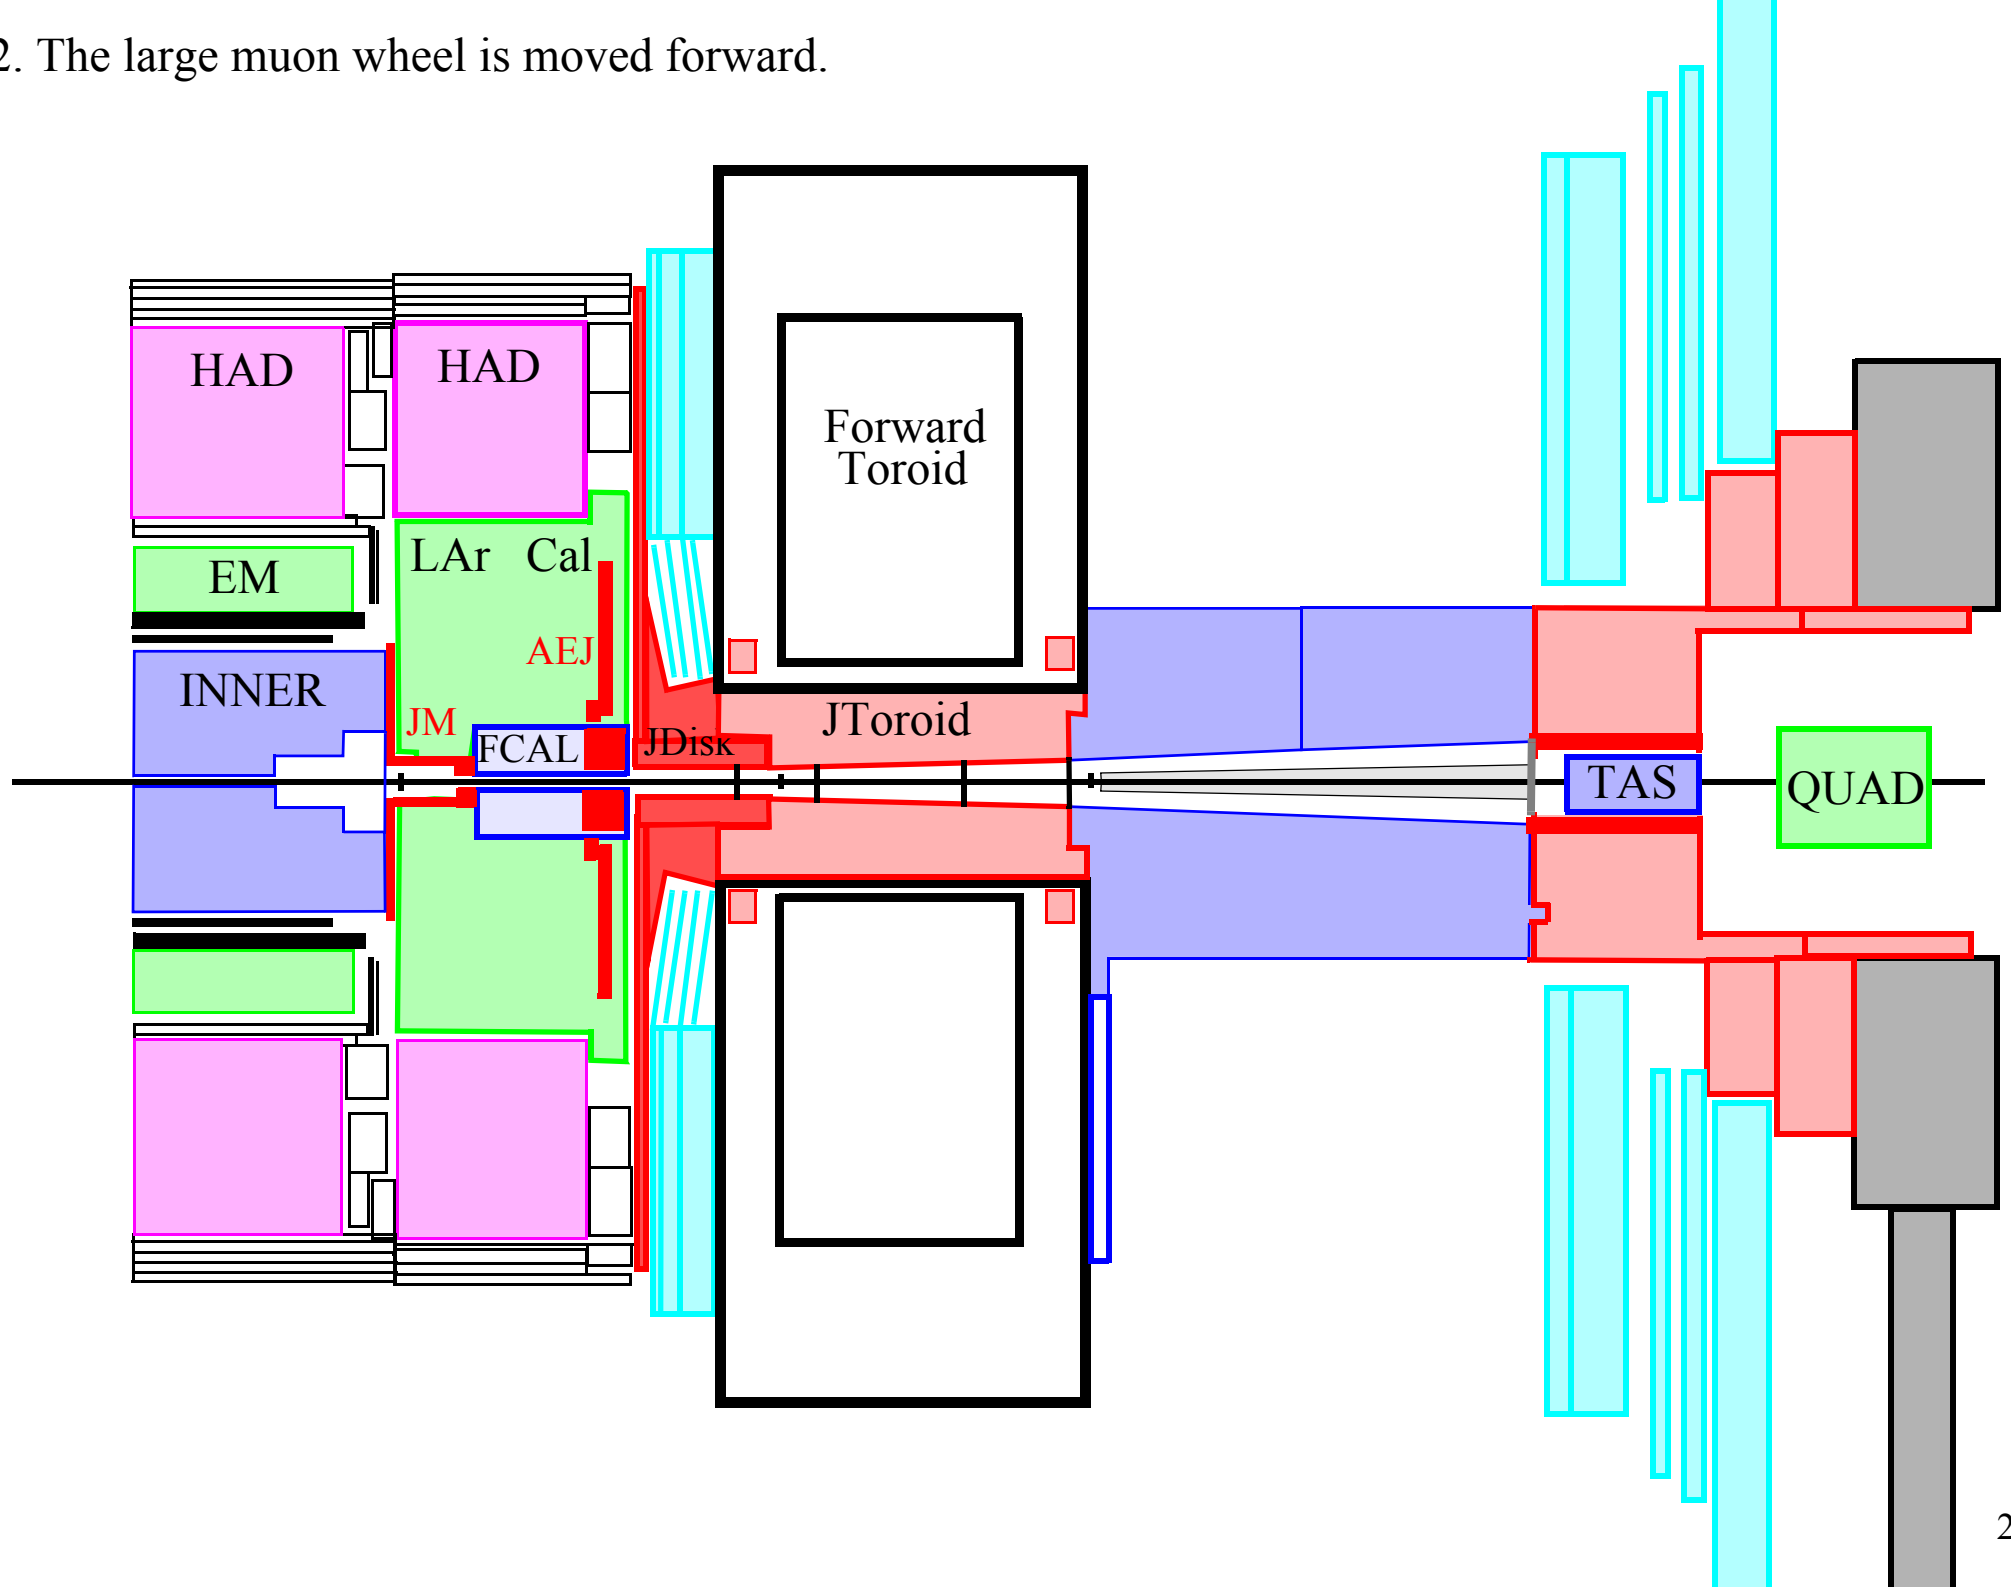 2. The large muon wheel is moved forward.
HAD
HAD
Forward
Toroid
LAr Cal
EM
AEJ
INNER
JM
JToroid
FCAL
JDisk
TAS
QUAD
2